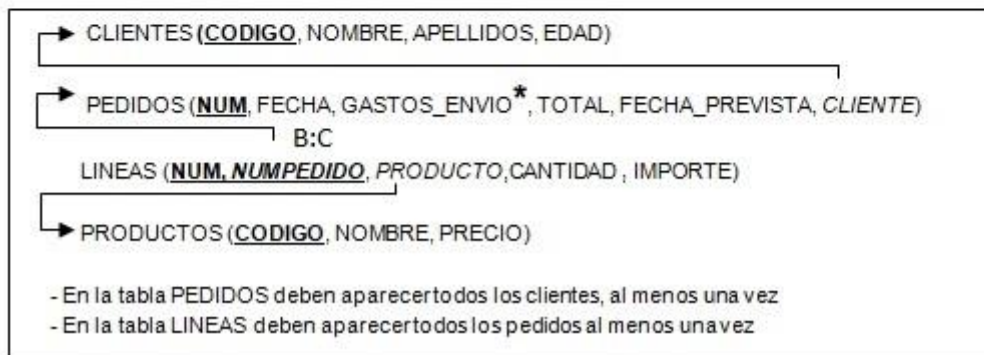 CLIENTES (CODIGO, NOMBRE, APELLIDOS, EDAD)
PEDIDOS (NUM, FECHA, GASTOS_ENVIO*, TOTAL, FECHA_PREVISTA, CLIENTE)
B:C
LINEAS (NUM, NUMPEDIDO, PRODUCTO,CANTIDAD , IMPORTE)
PRODUCTOS (CODIGO, NOMBRE, PRECIO)
- En la tabla PEDIDOS deben aparecertodos los clientes, al menos una vez
- En la tabla LINEAS deben aparecertodos los pedidos al menos una vez